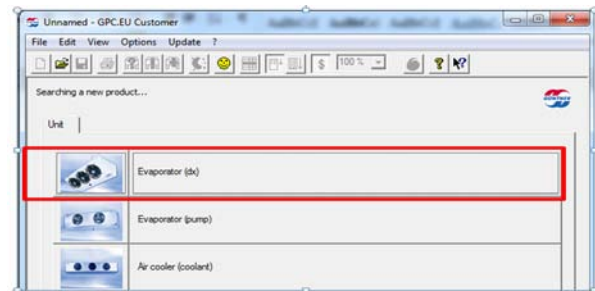 Unnamed - GPC.EU Customer
File Edit View Options Update ?
$ 100 %
Searching a new product...
GÜNTNER
Unit
Evaporator (dx)
Evaporator (pump)
Air cooler (coolant)